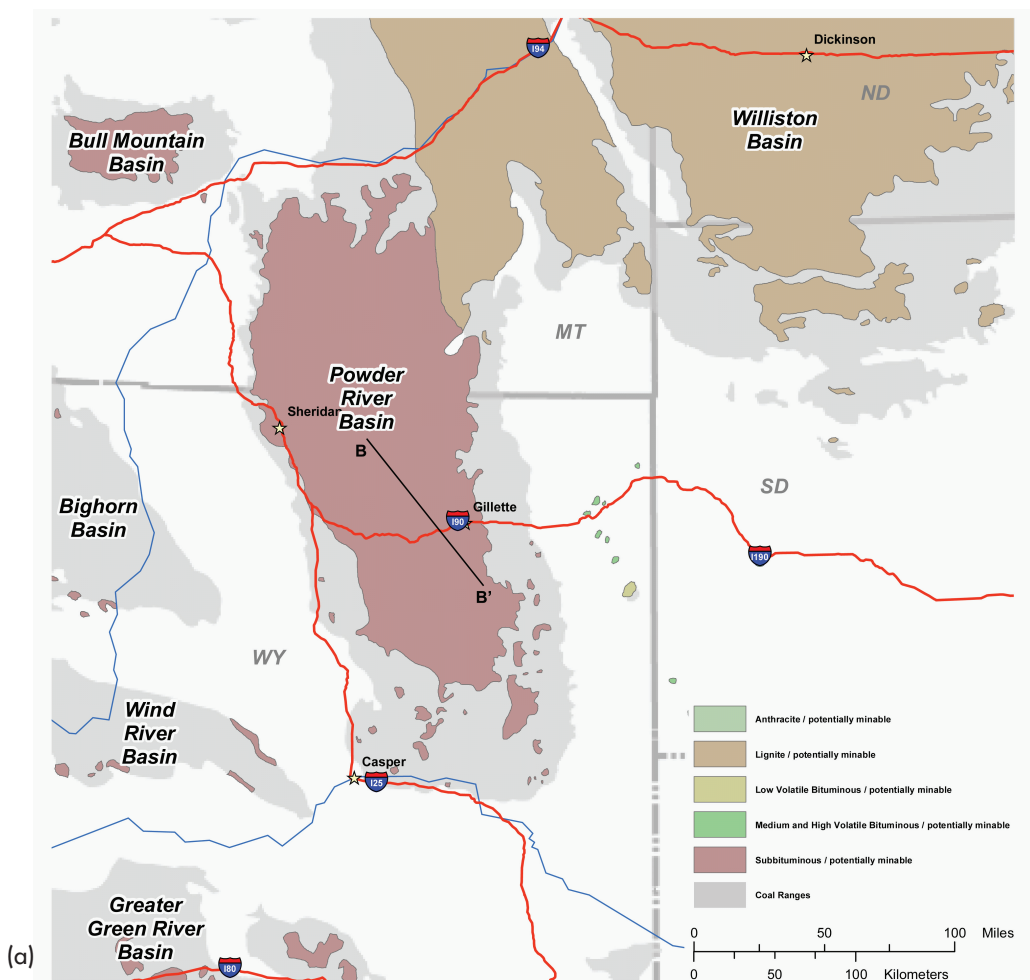 Dickinson
I94
ND
Williston
Basin
Bull Mountain
Basin
MT
Powder
River
Basin
Sheridan
B
SD
Bighorn
Basin
Gillette
I90
I190
B'
WY
Wind
River
Basin
Casper
I25
Anthracite / potentially minable
Lignite / potentially minable
Low Volatile Bituminous / potentially minable
Medium and High Volatile Bituminous / potentially minable
Subbituminous / potentially minable
Coal Ranges
Greater
Green River
Basin
I80
(a)
0 50 100 Miles
0 50 100 Kilometers